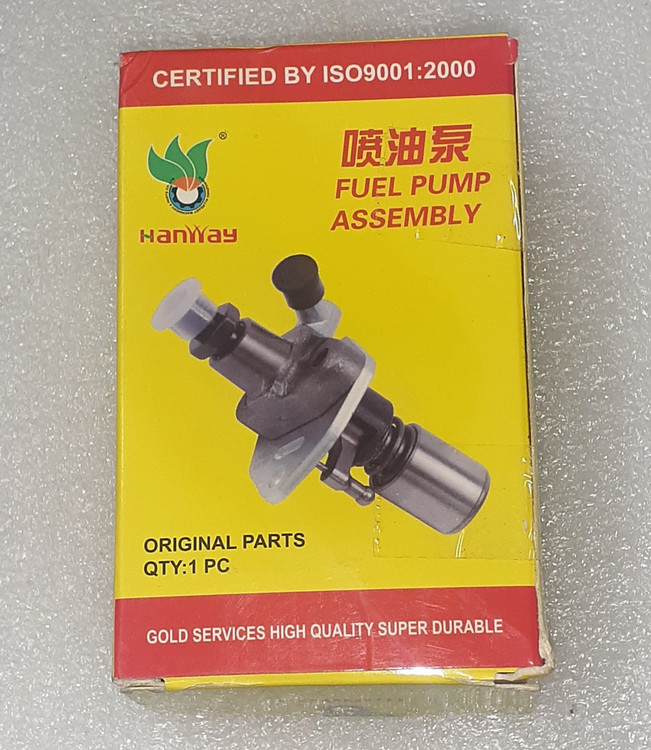 CERTIFIED BY ISO9001:2000
®
喷油泵
FUEL PUMP
ASSEMBLY
HanWay
ORIGINAL PARTS
QTY:1 PC
GOLD SERVICES HIGH QUALITY SUPER DURABLE